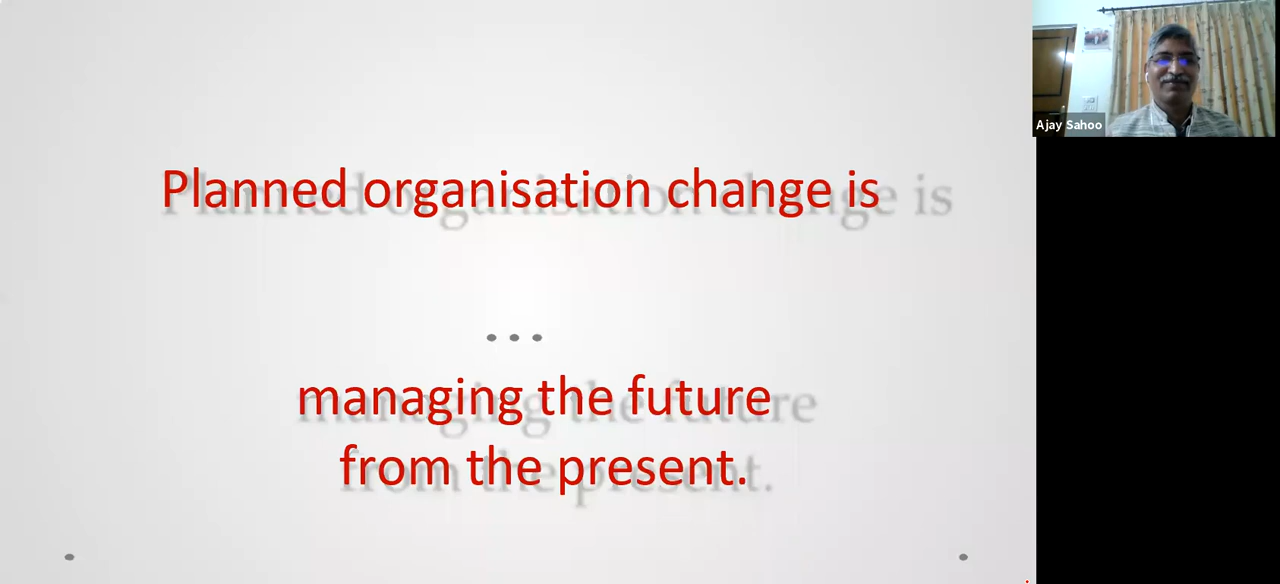 Planned organisation change is
...
managing the future
from the present.
Ajay Sahoo